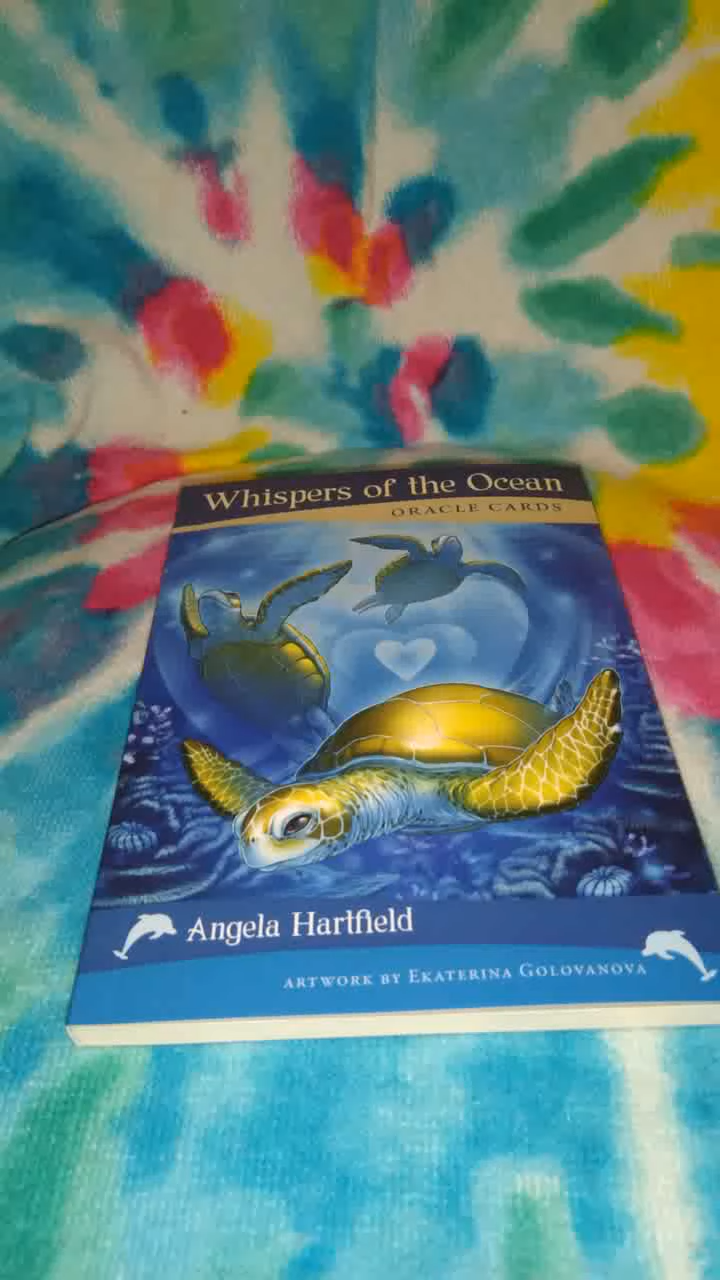 Whispers of the Ocean
ORACLE CARDS
Angela Hartfield
ARTWORK BY EKATERINA GOLOVANOVA